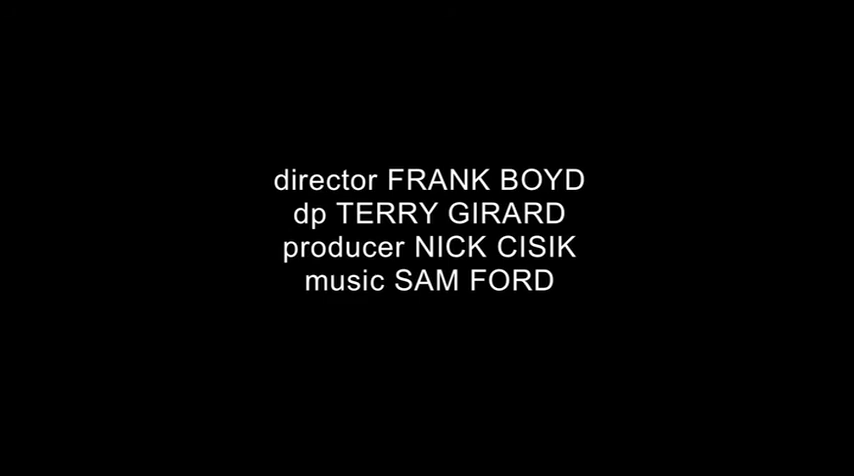 director FRANK BOYD
dp TERRY GIRARD
producer NICK CISIK
music SAM FORD